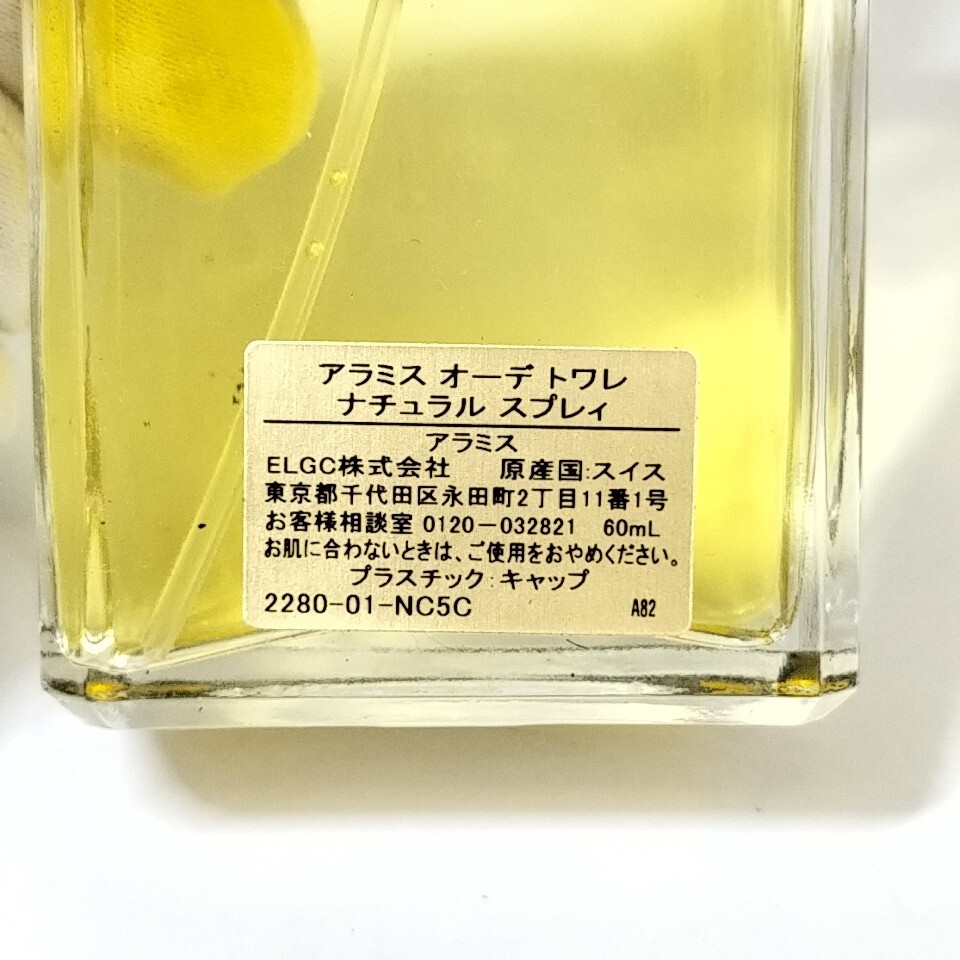 アラミス オーデ トワレ
ナチュラル スプレィ
アラミス
ELGC株式会社 原産国:スイス
東京都千代田区永田町2丁目11番1号
お客様相談室 0120-032821 60mL
お肌に合わないときは、ご使用をおやめください。
プラスチック:キャップ
2280-01-NC5C A82